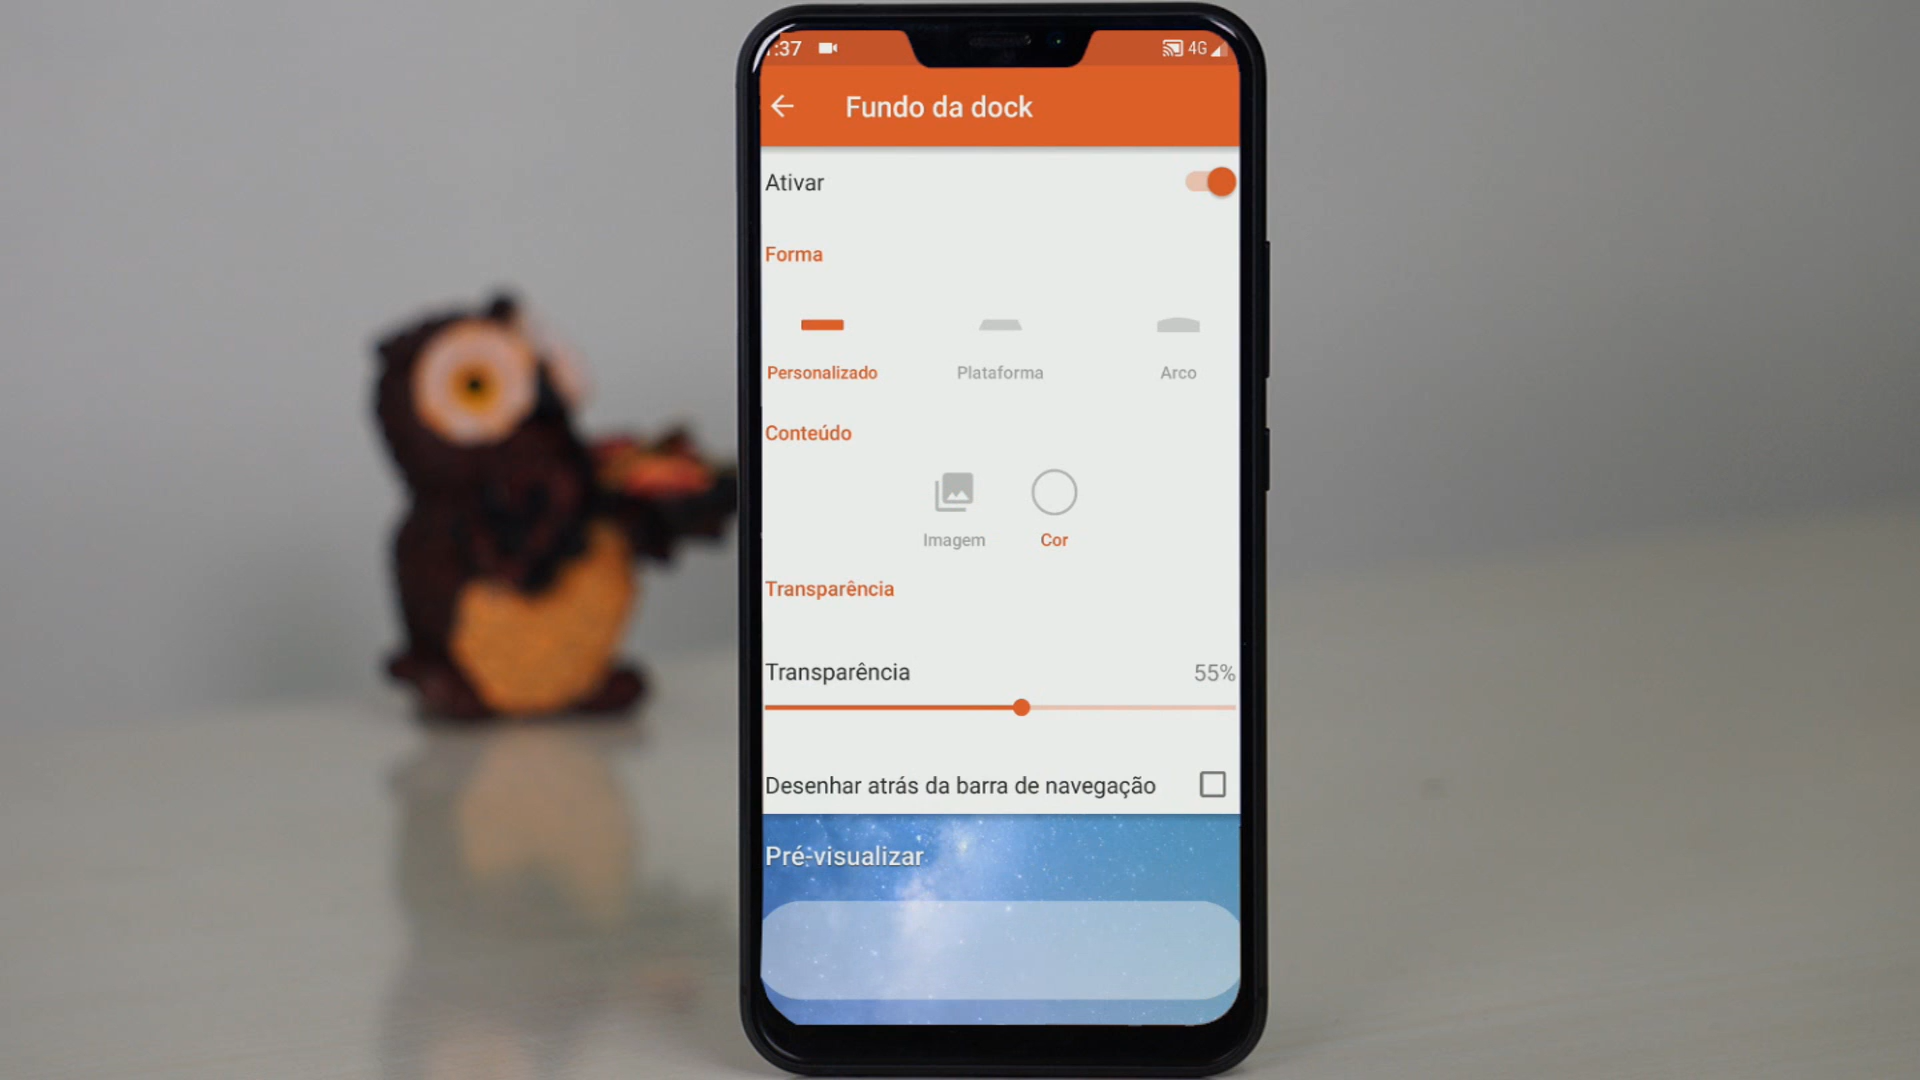 :37
4G
Fundo da dock
Ativar
Forma
Personalizado
Plataforma
Arco
Conteúdo
Imagem
Cor
Transparência
Transparência
55%
Desenhar atrás da barra de navegação
Pré-visualizar